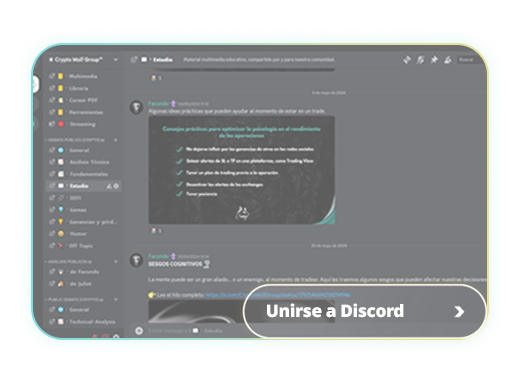 Crypto Wolf Group™
Estudio
Material multimedia educativo, compartido por y para nuestra comunidad.
Buscar
Multimedia
Librería
Cursos PDF
Herramientas
Streaming
1
Facundo
Algunas ideas prácticas que pueden ayudar al momento de estar en un trade.
Consejos prácticos para optimizar la psicología en el rendimiento
de las operaciones
No dejarse influir por las ganancias de otros en las redes sociales
Setear alertas de SL o TP en una plataforma, como Trading View
Tener un plan de trading previo a la operación
Desactivar las alertas de los exchanges
Tener paciencia
General
Análisis Técnico
Fundamentales
Estudio
DEFI
Gemas
Ganancias y pérd...
Humor
Off Topic
1
de Facundo
de Juliet
General
Technical Analysis
Facundo
SESGOS COGNITIVOS
La mente puede ser un gran aliado... o un enemigo, al momento de tradear. Aquí les traemos algunos sesgos que pueden afectar nuestras decisiones
Lee el hilo completo:
Unirse a Discord